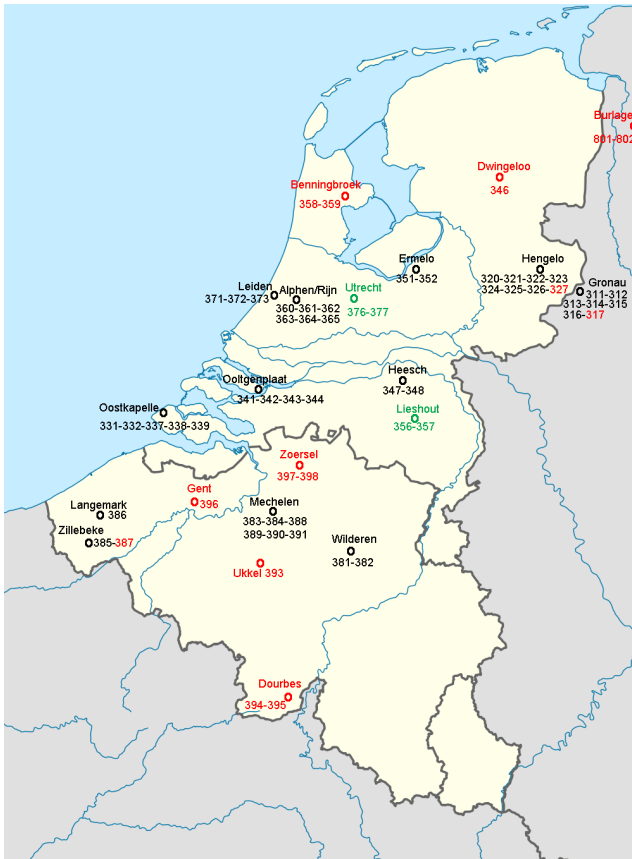 Burlage
801-802
Dwingeloo
346
Benningbroek
358-359
Ermelo
351-352
Hengelo
320-321-322-323
324-325-326-327
Gronau
311-312
313-314-315
316-317
Leiden
371-372-373
Alphen/Rijn
360-361-362
363-364-365
Utrecht
376-377
Ooltgenplaat
341-342-343-344
Heesch
347-348
Lieshout
356-357
Oostkapelle
331-332-337-338-339
Zoersel
397-398
Gent
396
Langemark
386
Mechelen
383-384-388
389-390-391
Zillebeke
385-387
Wilderen
381-382
Ukkel 393
Dourbes
394-395